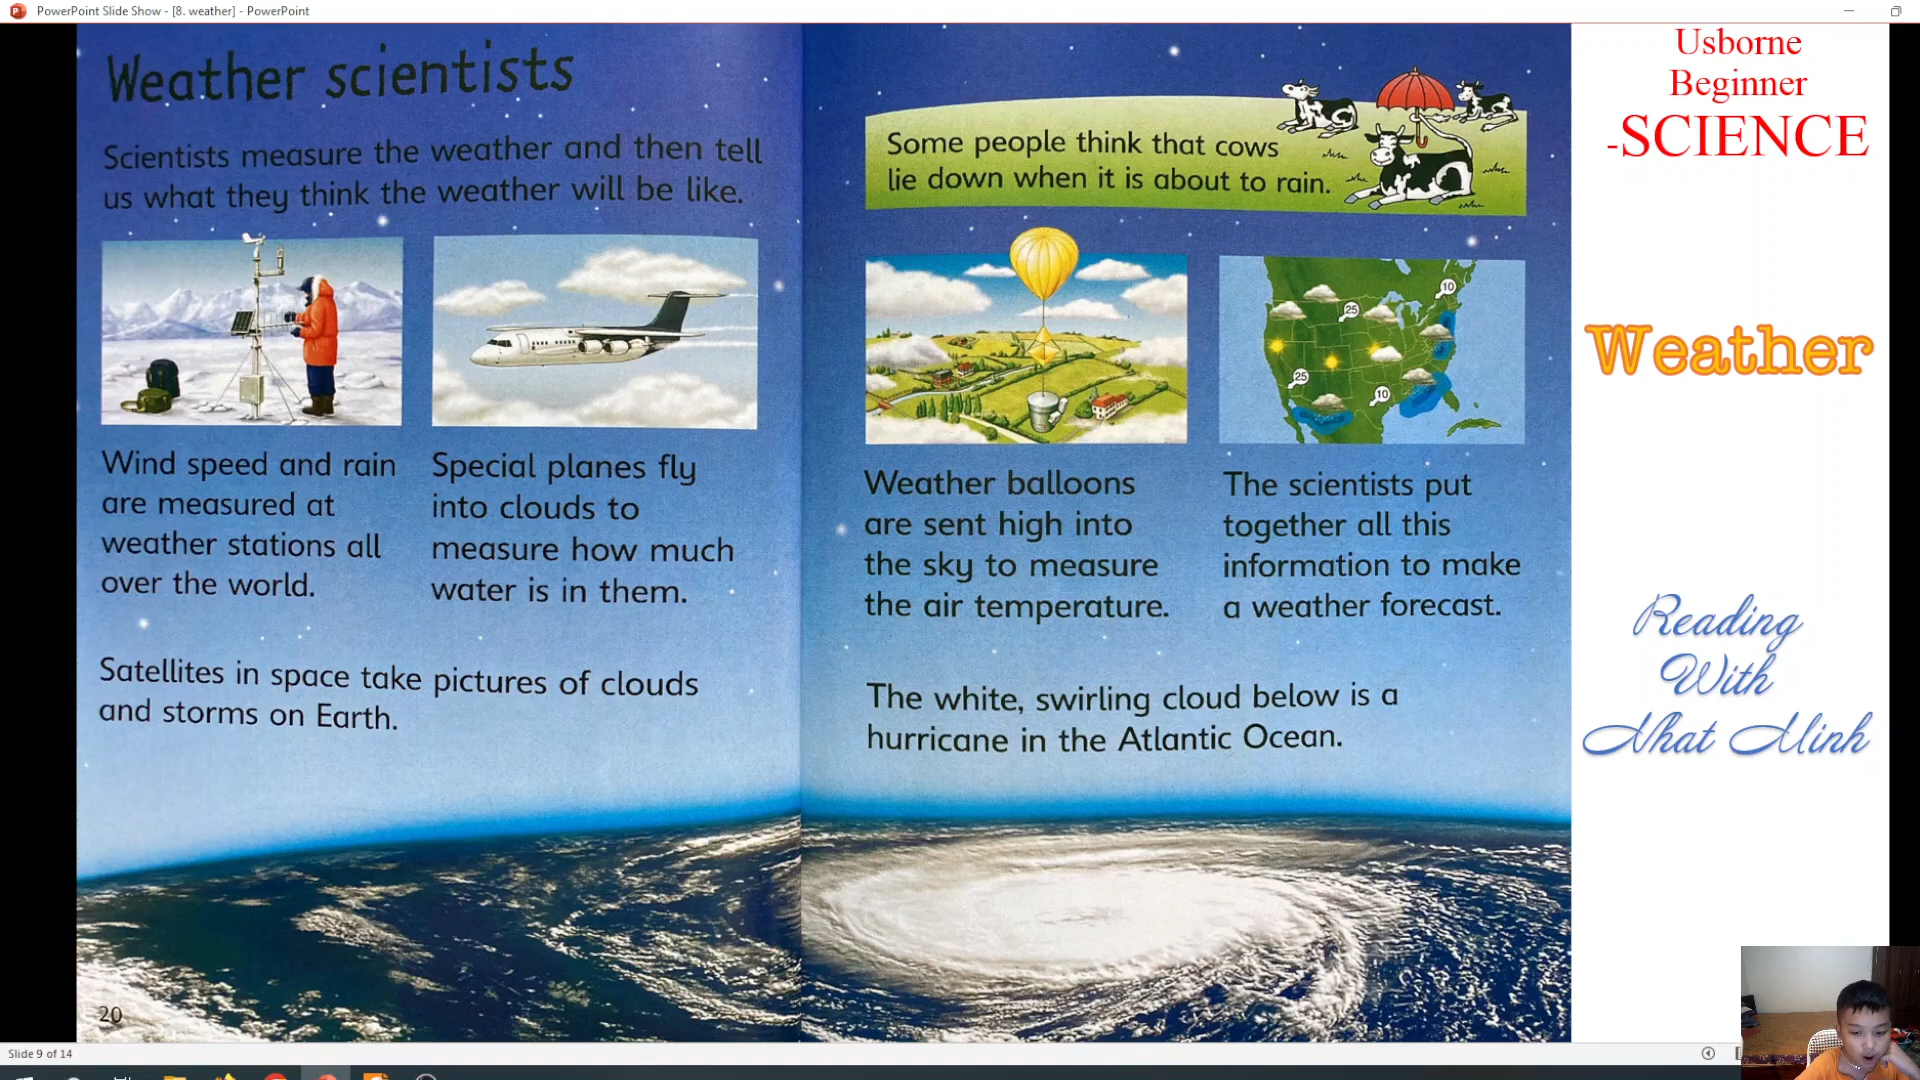 PowerPoint Slide Show - [8. weather] - PowerPoint
Weather scientists
Scientists measure the weather and then tell
us what they think the weather will be like.
Wind speed and rain
are measured at
weather stations all
over the world.
Special planes fly
into clouds to
measure how much
water is in them.
Satellites in space take pictures of clouds
and storms on Earth.
20
Some people think that cows
lie down when it is about to rain.
10
25
25
10
Weather balloons
are sent high into
the sky to measure
the air temperature.
The scientists put
together all this
information to make
a weather forecast.
The white, swirling cloud below is a
hurricane in the Atlantic Ocean.
Usborne
Beginner
-SCIENCE
Weather
Reading
With
Nhat Minh
Slide 9 of 14